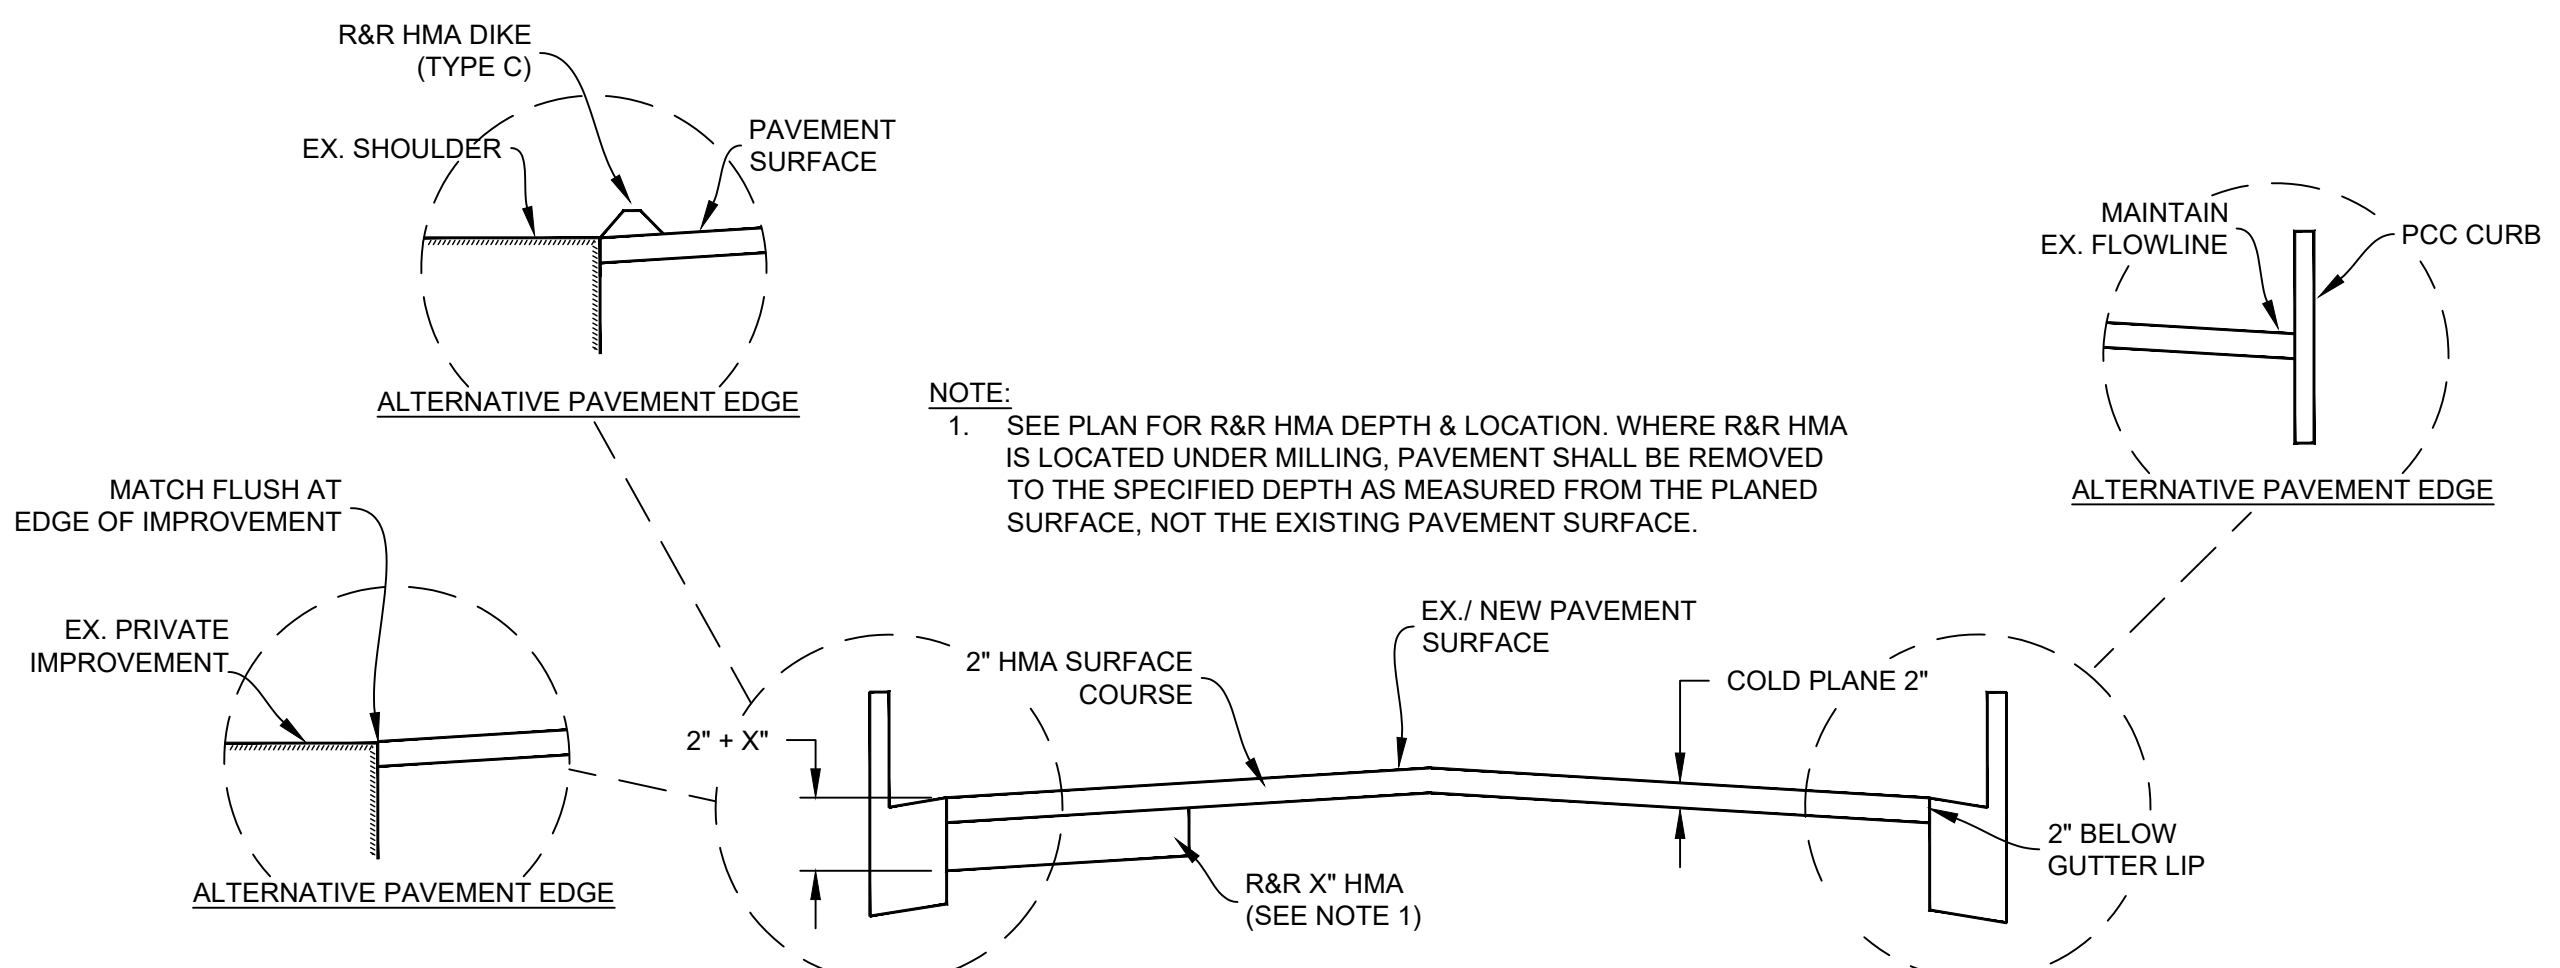 R&R HMA DIKE
(TYPE C)
EX. SHOULDER
PAVEMENT
SURFACE
ALTERNATIVE PAVEMENT EDGE
MAINTAIN
EX. FLOWLINE
PCC CURB
ALTERNATIVE PAVEMENT EDGE
NOTE:
1. SEE PLAN FOR R&R HMA DEPTH & LOCATION. WHERE R&R HMA
IS LOCATED UNDER MILLING, PAVEMENT SHALL BE REMOVED
TO THE SPECIFIED DEPTH AS MEASURED FROM THE PLANED
SURFACE, NOT THE EXISTING PAVEMENT SURFACE.
MATCH FLUSH AT
EDGE OF IMPROVEMENT
EX. PRIVATE
IMPROVEMENT
ALTERNATIVE PAVEMENT EDGE
2" + X"
2" HMA SURFACE
COURSE
EX./ NEW PAVEMENT
SURFACE
COLD PLANE 2"
R&R X" HMA
(SEE NOTE 1)
2" BELOW
GUTTER LIP